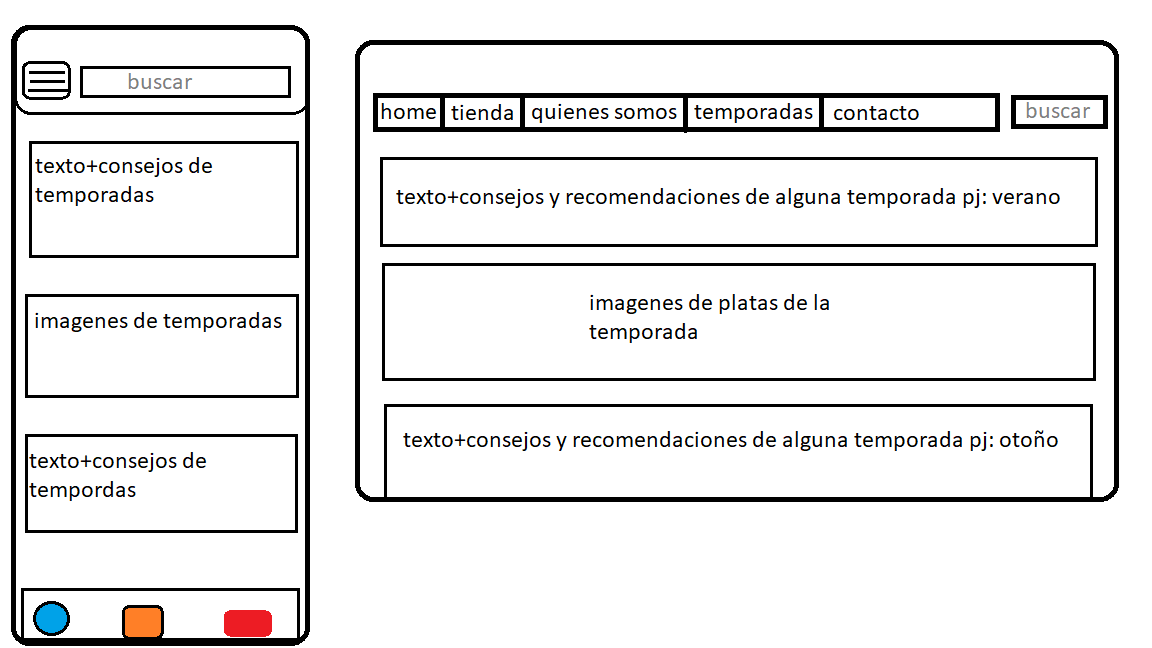 buscar
texto+consejos de
temporadas
imagenes de temporadas
texto+consejos de
tempordas
home tienda quienes somos temporadas contacto
buscar
texto+consejos y recomendaciones de alguna temporada pj: verano
imagenes de platas de la
temporada
texto+consejos y recomendaciones de alguna temporada pj: otoño